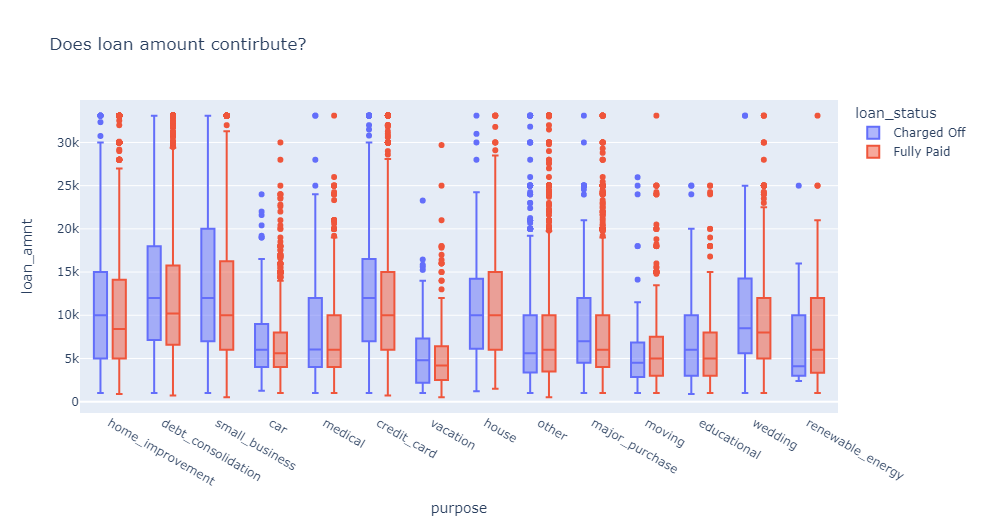 Does loan amount contirbute?
loan_status
Charged Off
Fully Paid
30k
25k
20k
15k
10k
5k
0
loan_amnt
home_improvement
debt_consolidation
small_business
car
medical
credit_card
vacation
house
other
major_purchase
moving
educational
wedding
renewable_energy
purpose